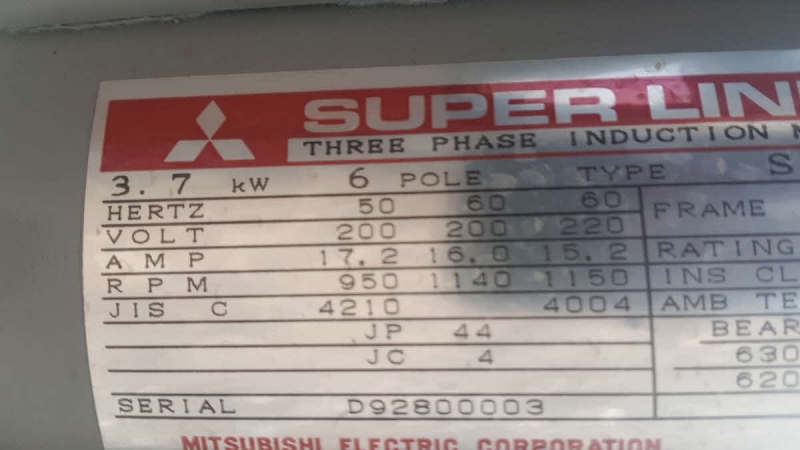 SUPER LIN
THREE PHASE INDUCTION
3.7 kW 6 POLE TYPE S
HERTZ 50 60 60 FRAME
VOLT 200 200 220
AMP 17.2 16.0 15.2 RATING
RPM 950 1140 1150 INS CL
JIS C 4210 4004 AMB TE
JP 44 BEAR
JC 4 630
620
SERIAL D92800003
MITSUBISHI ELECTRIC CORPORATION